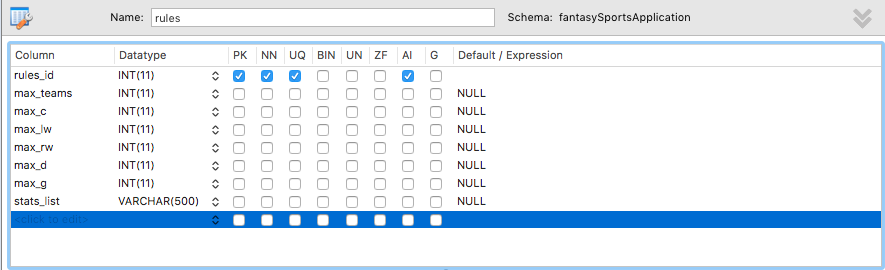 Name: rules Schema: fantasySportsApplication
Column Datatype PK NN UQ BIN UN ZF AI G Default / Expression
rules_id INT(11)
max_teams INT(11) NULL
max_c INT(11) NULL
max_lw INT(11) NULL
max_rw INT(11) NULL
max_d INT(11) NULL
max_g INT(11) NULL
stats_list VARCHAR(500) NULL
<click to edit>